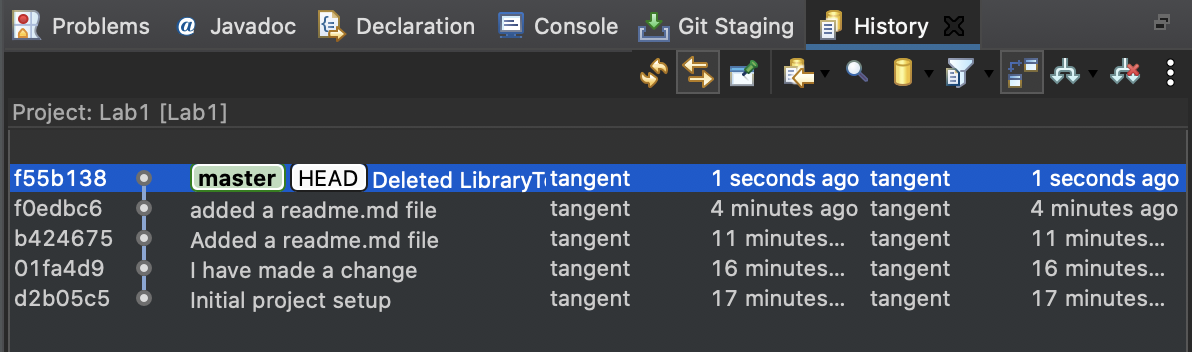 Problems @ Javadoc Declaration Console Git Staging History
Project: Lab1 [Lab1]
f55b138 master HEAD Deleted LibraryTo tangent 1 seconds ago tangent 1 seconds ago
f0edbc6 added a readme.md file tangent 4 minutes ago tangent 4 minutes ago
b424675 Added a readme.md file tangent 11 minutes... tangent 11 minutes...
01fa4d9 I have made a change tangent 16 minutes... tangent 16 minutes...
d2b05c5 Initial project setup tangent 17 minutes... tangent 17 minutes...